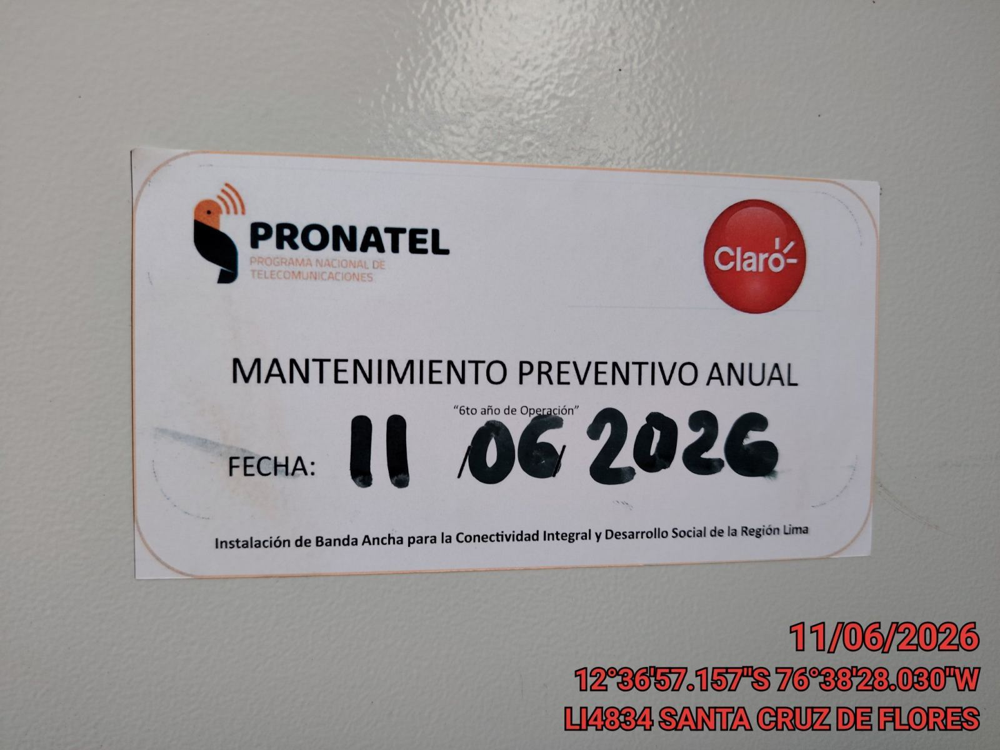 PRONATEL
PROGRAMA NACIONAL DE
TELECOMUNICACIONES
Claro
MANTENIMIENTO PREVENTIVO ANUAL
“6to año de Operación”
FECHA: 11 /06/ 2026
Instalación de Banda Ancha para la Conectividad Integral y Desarrollo Social de la Región Lima
11/06/2026
12°36'57.157"S 76°38'28.030"W
LI4834 SANTA CRUZ DE FLORES